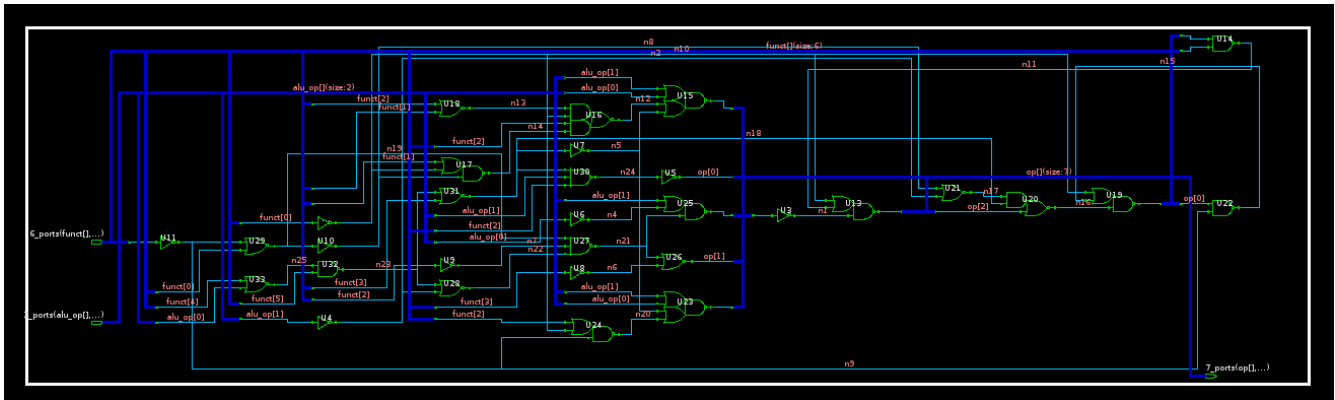 n8
n2
n10
funct[](size:6)
U14
n15
n11
alu_op[1]
alu_op[](size:2)
alu_op[0]
funct[2]
funct[1]
U18
n13
U16
n12
U15
n14
n18
funct[2]
n19
funct[1]
U17
U7
n5
U30
n24
U5
op[0]
op[](size:7)
U31
alu_op[1]
U21
n17
U19
op[0]
U20
n16
U22
U25
U3
n1
U13
op[2]
alu_op[1]
funct[2]
U6
n4
funct[0]
6_ports(funct[],...)
U11
U29
U10
alu_op[0]
n7
n22
U27
n21
U26
op[1]
n25
U32
n23
U9
U8
n6
U33
U28
funct[0]
funct[3]
funct[2]
alu_op[1]
funct[4]
funct[5]
funct[3]
alu_op[0]
U23
_ports(alu_op[],...)
alu_op[0]
alu_op[1]
U4
funct[2]
U24
n20
n9
7_ports(op[],...)